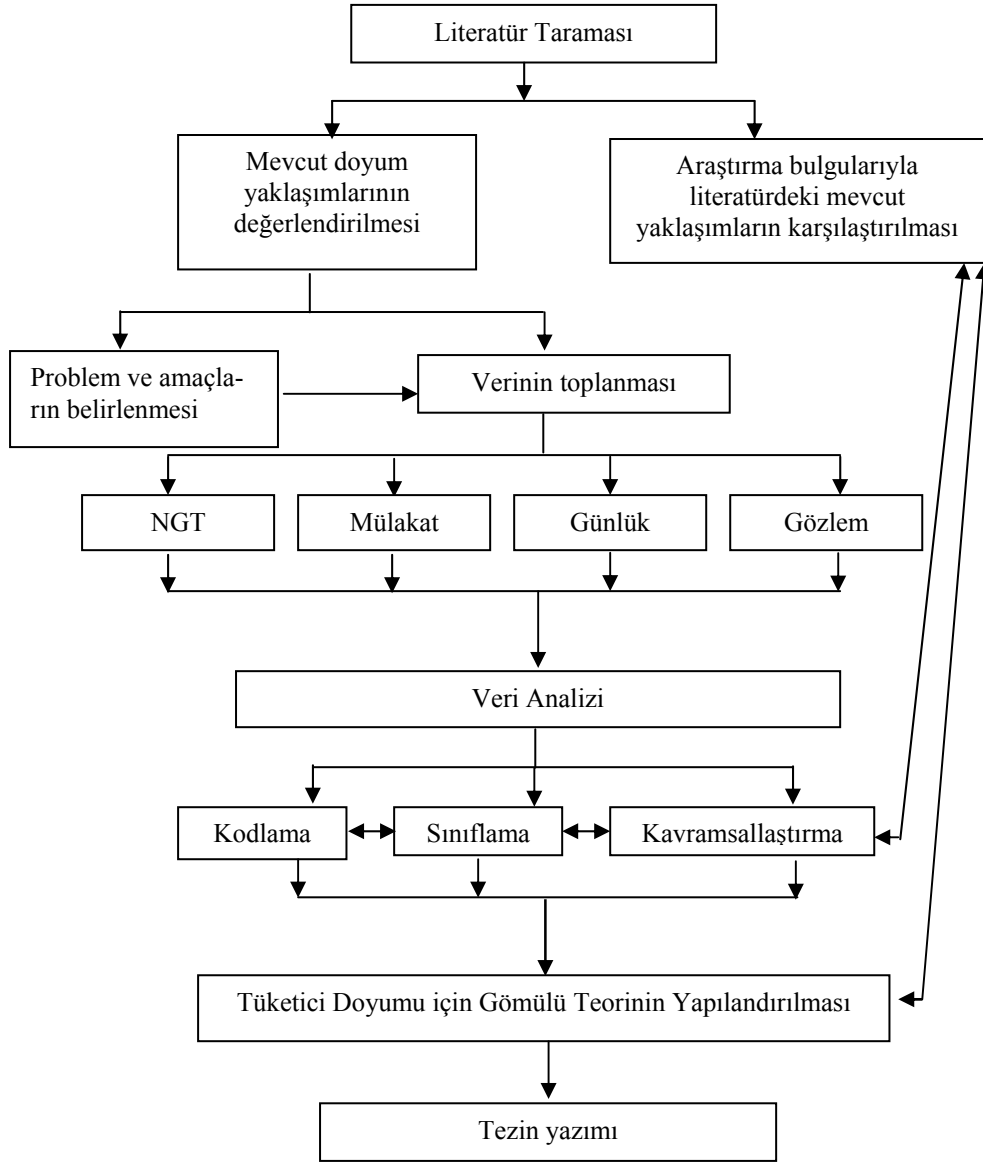 Literatür Taraması
Mevcut doyum
yaklaşımlarının
değerlendirilmesi
Araştırma bulgularıyla
literatürdeki mevcut
yaklaşımların karşılaştırılması
Problem ve amaçla-
rın belirlenmesi
Verinin toplanması
NGT
Mülakat
Günlük
Gözlem
Veri Analizi
Kodlama
Sınıflama
Kavramsallaştırma
Tüketici Doyumu için Gömülü Teorinin Yapılandırılması
Tezin yazımı